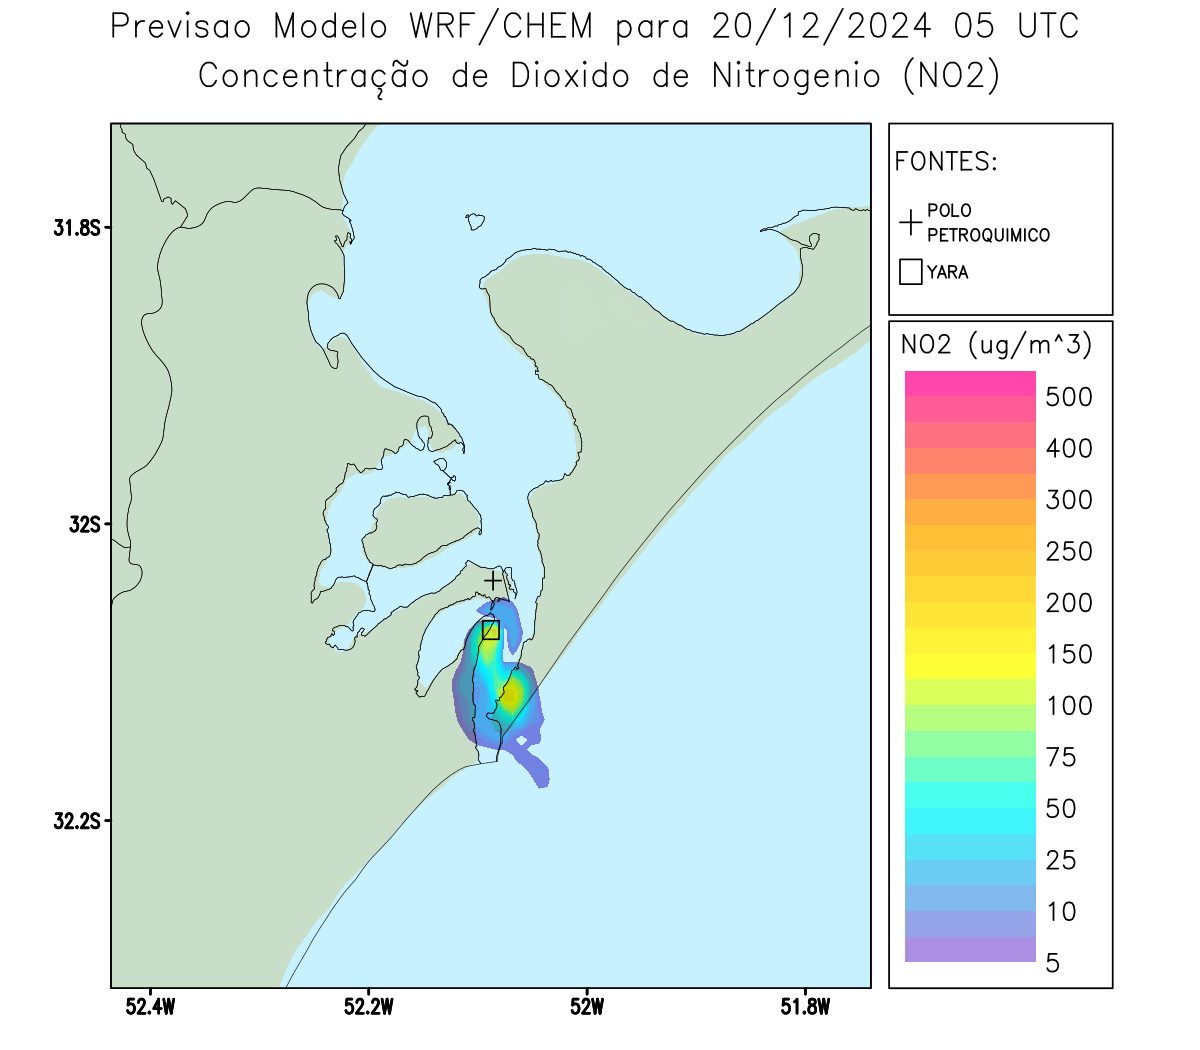 Previsao Modelo WRF/CHEM para 20/12/2024 05 UTC
Concentração de Dioxido de Nitrogenio (NO2)
FONTES:
POLO
PETROQUIMICO
YARA
NO2 (ug/m^3)
500
400
300
250
200
150
100
75
50
25
10
5
31.8S
32S
32.2S
52.4W
52.2W
52W
51.8W